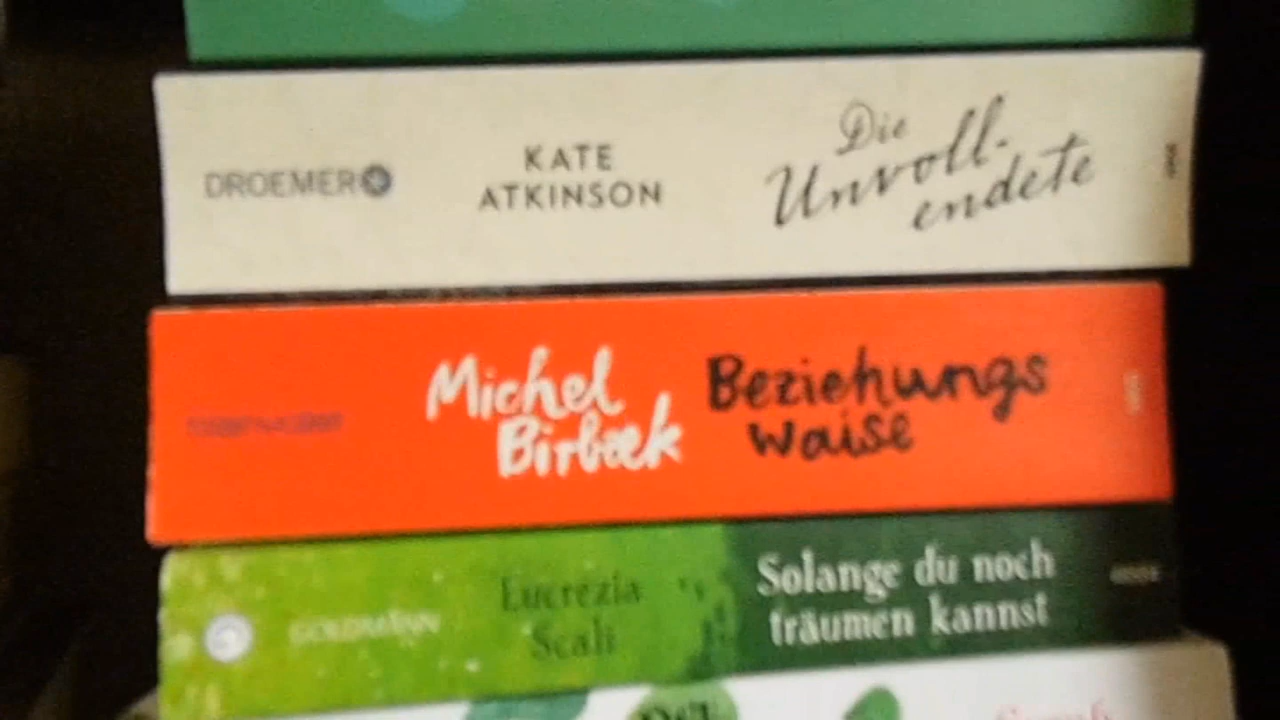 DROEMER
KATE
ATKINSON
Die
Unvoll-
endete
Michel
Birbæk
Beziehungs
waise
GOLDMANN
Lucrezia
Scali
Solange du noch
träumen kannst